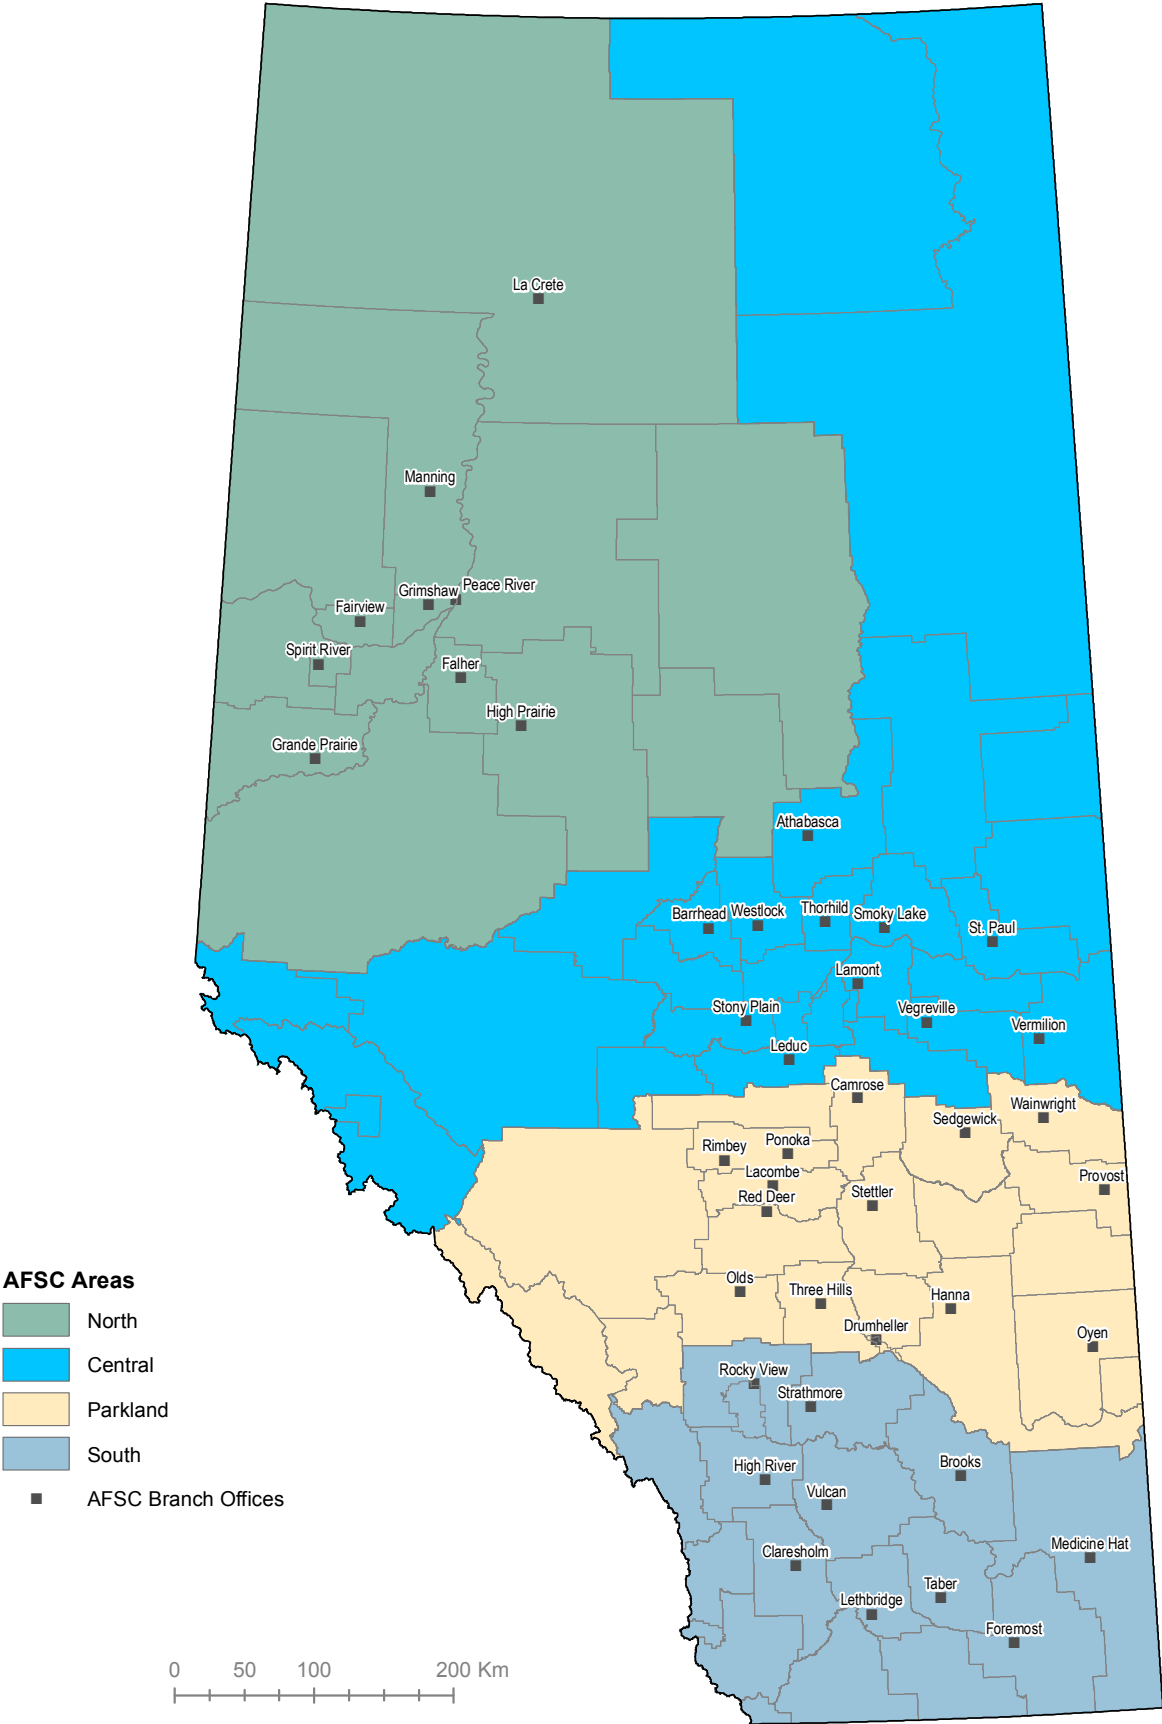 La Crete
Manning
Grimshaw
Peace River
Fairview
Spirit River
Falher
High Prairie
Grande Prairie
Athabasca
Barrhead
Westlock
Thorhild
Smoky Lake
St. Paul
Lamont
Stony Plain
Vegreville
Vermilion
Leduc
Camrose
Wainwright
Sedgewick
Rimbey
Ponoka
Lacombe
Provost
Red Deer
Stettler
AFSC Areas
North
Central
Parkland
South
AFSC Branch Offices
Olds
Three Hills
Hanna
Drumheller
Oyen
Rocky View
Strathmore
High River
Brooks
Vulcan
Medicine Hat
Claresholm
Taber
Lethbridge
Foremost
0 50 100 200 Km